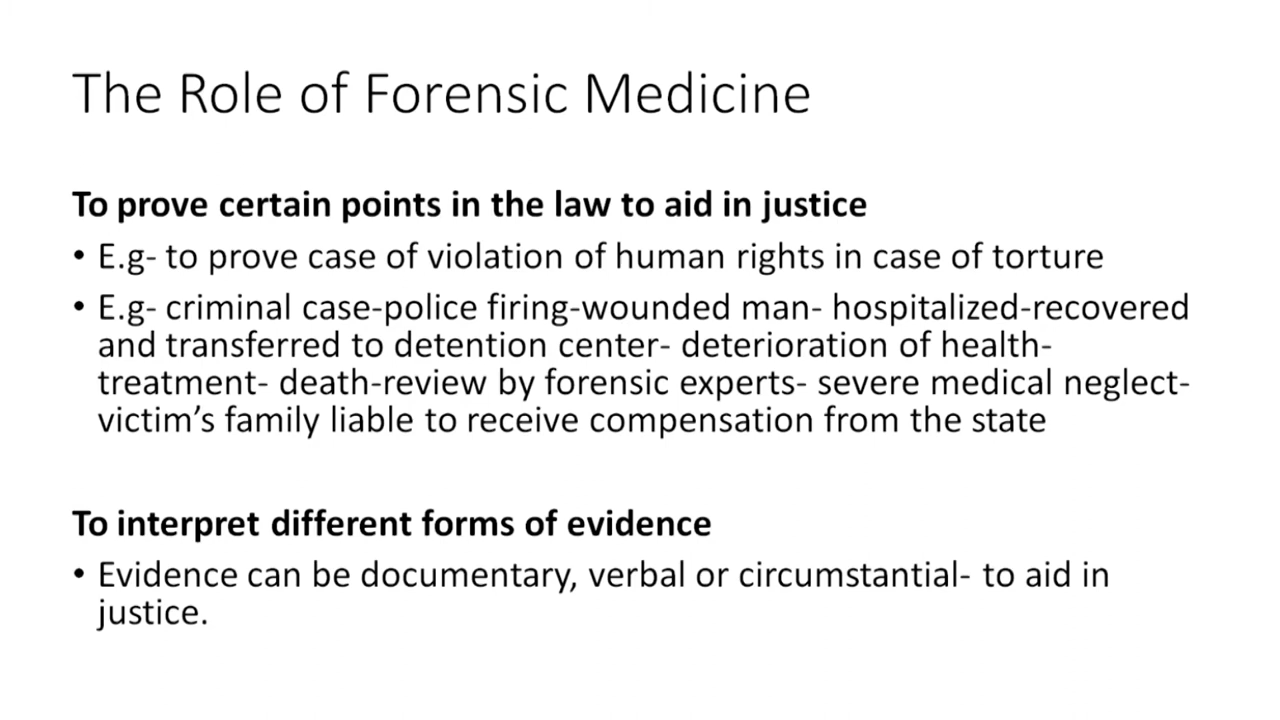 The Role of Forensic Medicine
To prove certain points in the law to aid in justice
• E.g- to prove case of violation of human rights in case of torture
• E.g- criminal case-police firing-wounded man- hospitalized-recovered
and transferred to detention center- deterioration of health-
treatment- death-review by forensic experts- severe medical neglect-
victim’s family liable to receive compensation from the state
To interpret different forms of evidence
• Evidence can be documentary, verbal or circumstantial- to aid in
justice.